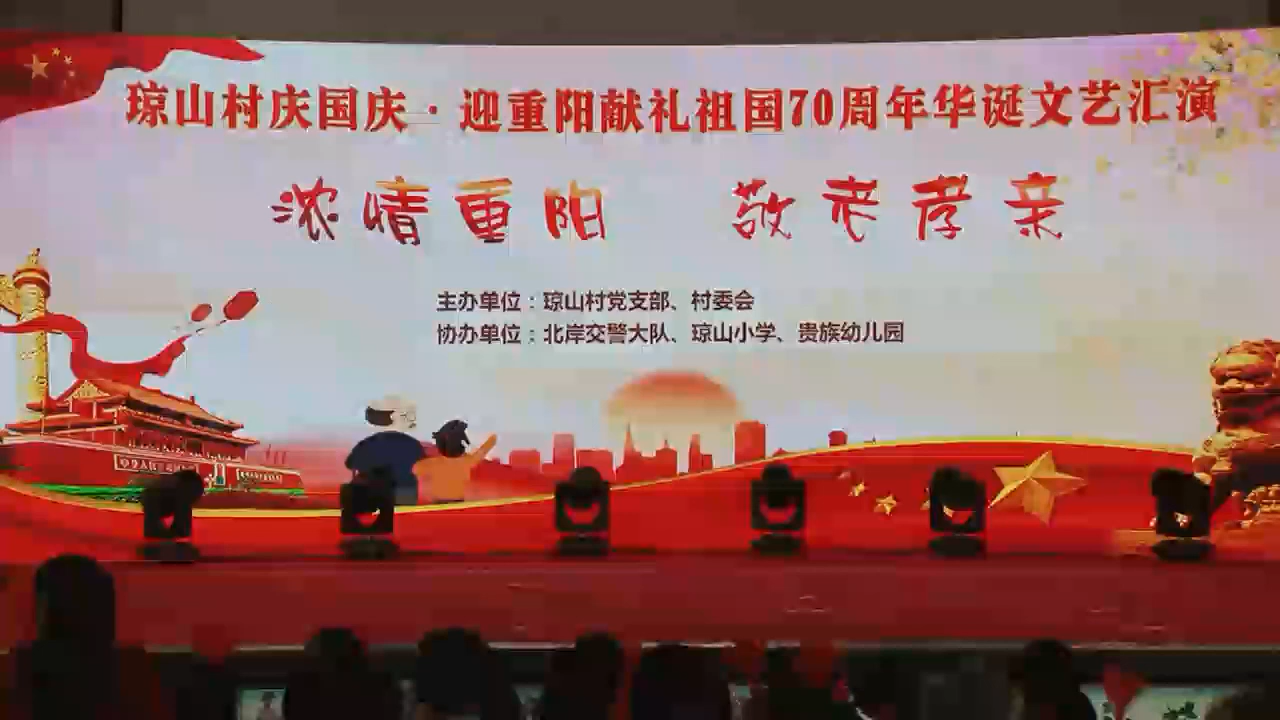 琼山村庆国庆·迎重阳献礼祖国70周年华诞文艺汇演
浓情重阳 敬老孝亲
主办单位：琼山村党支部、村委会
协办单位：北岸交警大队、琼山小学、贵族幼儿园